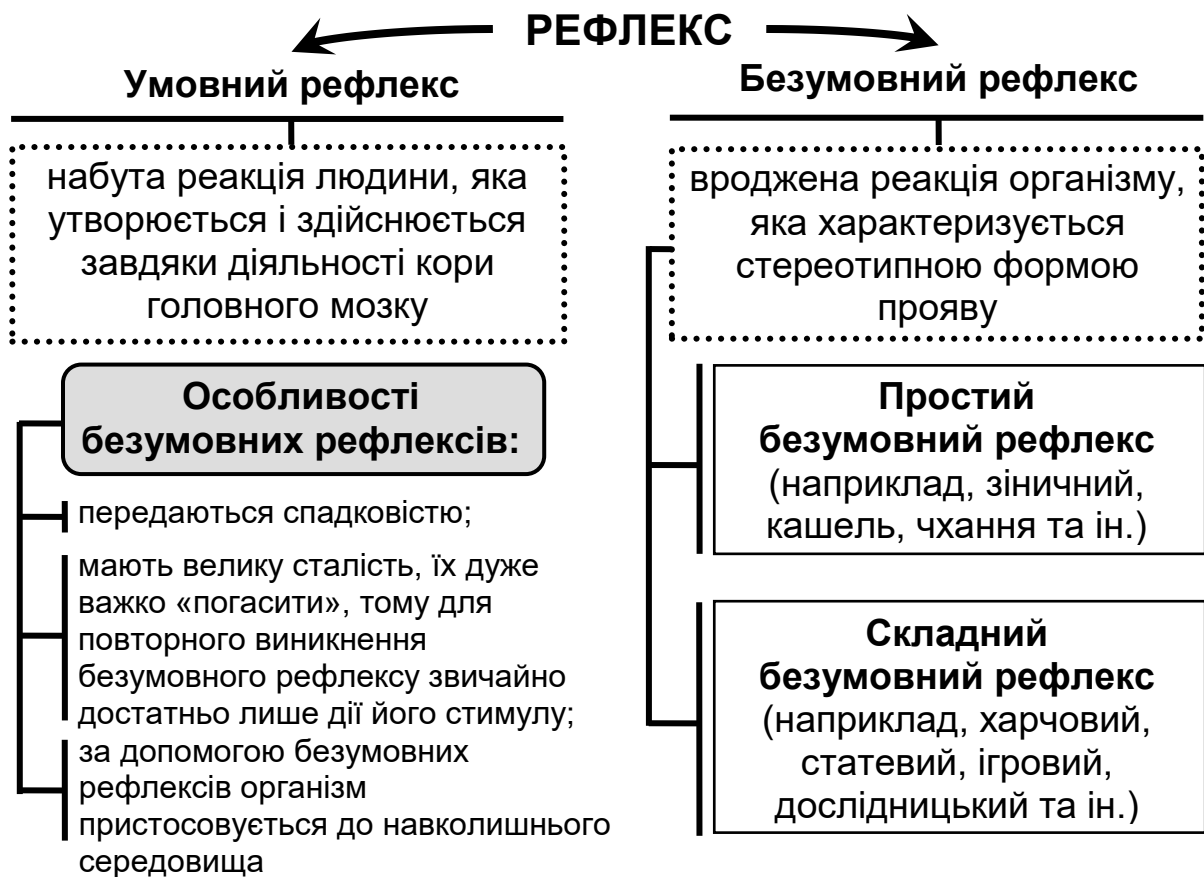 РЕФЛЕКС
Умовний рефлекс
набута реакція людини, яка
утворюється і здійснюється
завдяки діяльності кори
головного мозку
Особливості
безумовних рефлексів:
передаються спадковістю;
мають велику сталість, їх дуже
важко «погасити», тому для
повторного виникнення
безумовного рефлексу звичайно
достатньо лише дії його стимулу;
за допомогою безумовних
рефлексів організм
пристосовується до навколишнього
середовища
Безумовний рефлекс
вроджена реакція організму,
яка характеризується
стереотипною формою
прояву
Простий
безумовний рефлекс
(наприклад, зіничний,
кашель, чхання та ін.)
Складний
безумовний рефлекс
(наприклад, харчовий,
статевий, ігровий,
дослідницький та ін.)